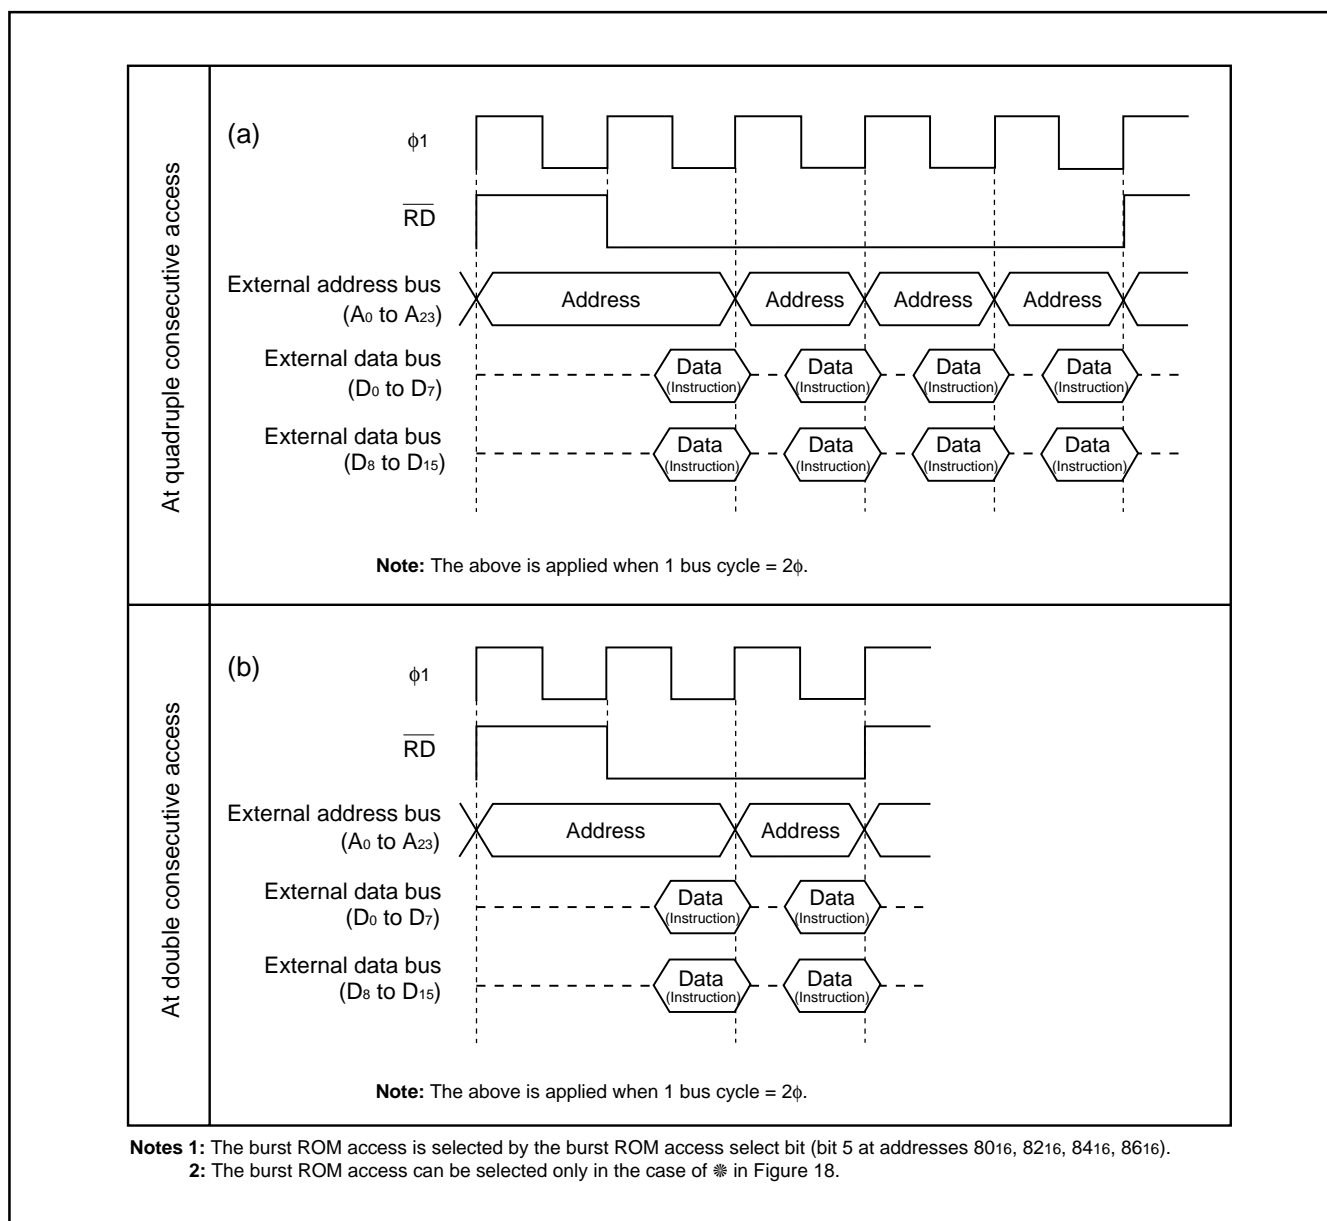 At quadruple consecutive access
(a)
ϕ1
RD
External address bus
(A0 to A23)
Address Address Address Address
External data bus
(D0 to D7)
Data Data Data Data
(Instruction) (Instruction) (Instruction) (Instruction)
External data bus
(D8 to D15)
Data Data Data Data
(Instruction) (Instruction) (Instruction) (Instruction)
Note: The above is applied when 1 bus cycle = 2ϕ.
At double consecutive access
(b)
ϕ1
RD
External address bus
(A0 to A23)
Address Address
External data bus
(D0 to D7)
Data Data
(Instruction) (Instruction)
External data bus
(D8 to D15)
Data Data
(Instruction) (Instruction)
Note: The above is applied when 1 bus cycle = 2ϕ.
Notes 1: The burst ROM access is selected by the burst ROM access select bit (bit 5 at addresses 8016, 8216, 8416, 8616).
2: The burst ROM access can be selected only in the case of ❊ in Figure 18.